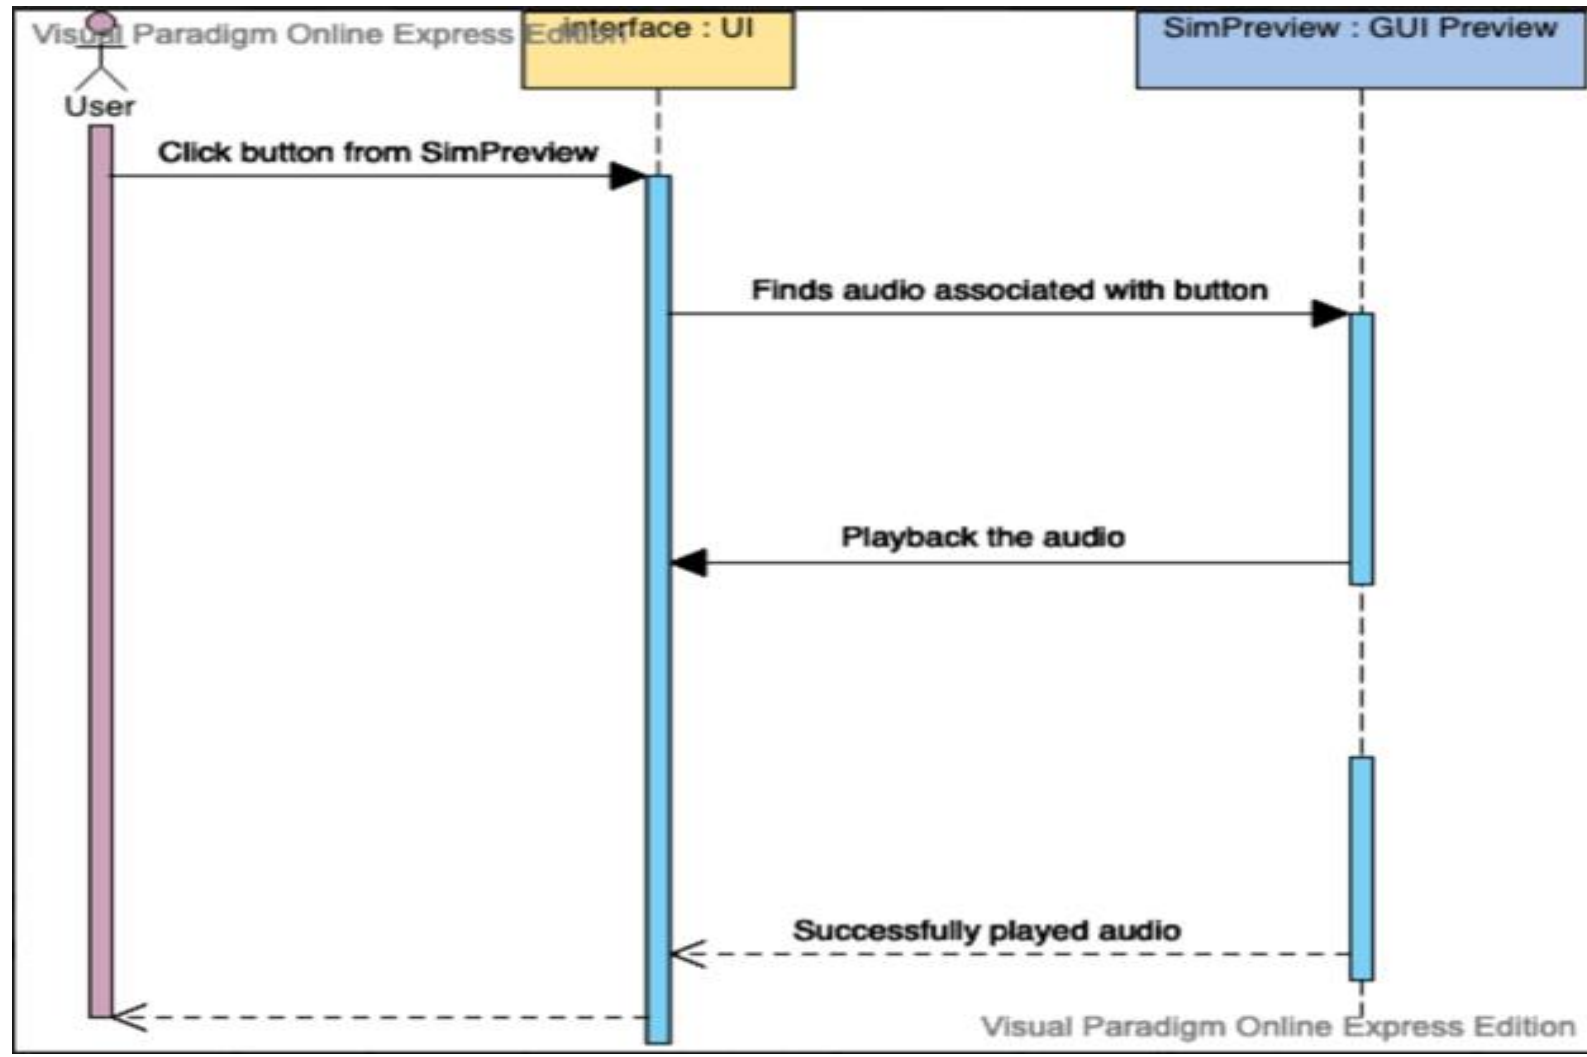 Visual Paradigm Online Express Edition
interface : UI
SimPreview : GUI Preview
User
Click button from SimPreview
Finds audio associated with button
Playback the audio
Successfully played audio
Visual Paradigm Online Express Edition